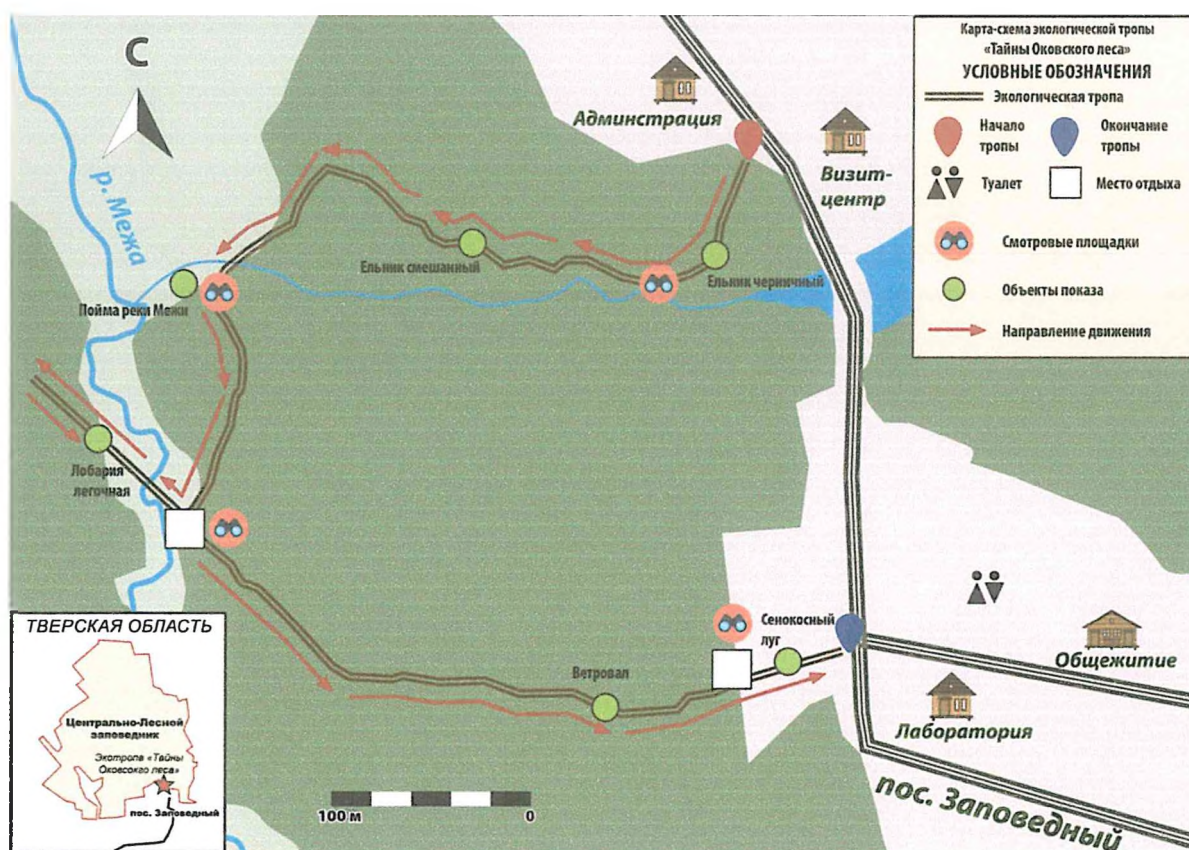 С
р. Межа
Админстрация
Визит-
центр
Ельник смешанный
Ельник черничный
Пойма реки Межи
Лобария
легочная
Сенокосный
луг
Ветровал
Общежитие
Лаборатория
пос. Заповедный
100 м
0
Карта-схема экологической тропы
«Тайны Оковского леса»
УСЛОВНЫЕ ОБОЗНАЧЕНИЯ
Экологическая тропа
Начало
тропы
Окончание
тропы
Туалет
Место отдыха
Смотровые площадки
Объекты показа
Направление движения
ТВЕРСКАЯ ОБЛАСТЬ
Центрально-Лесной
заповедник
Экотропа «Тайны
Оковсокго леса»
пос. Заповедный